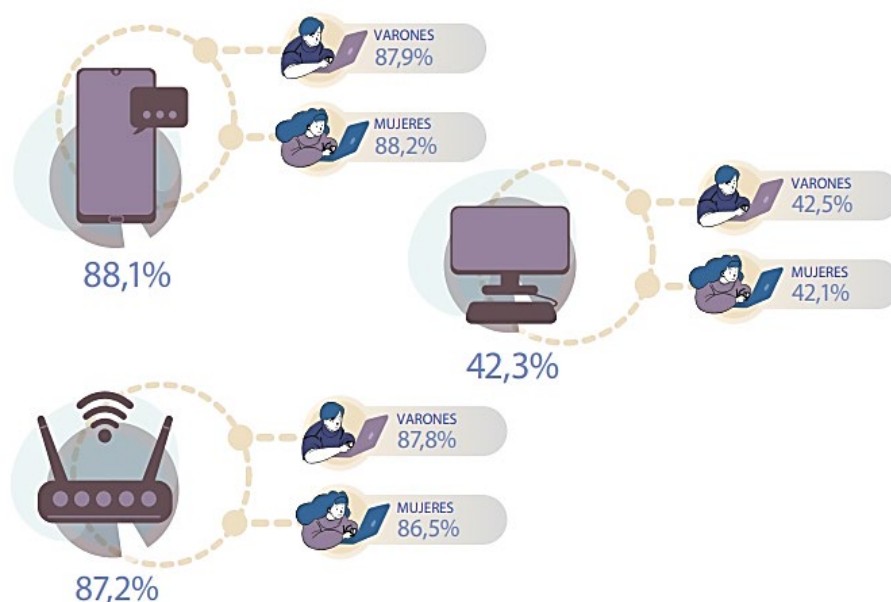 VARONES
87,9%
MUJERES
88,2%
88,1%
VARONES
42,5%
MUJERES
42,1%
42,3%
VARONES
87,8%
MUJERES
86,5%
87,2%